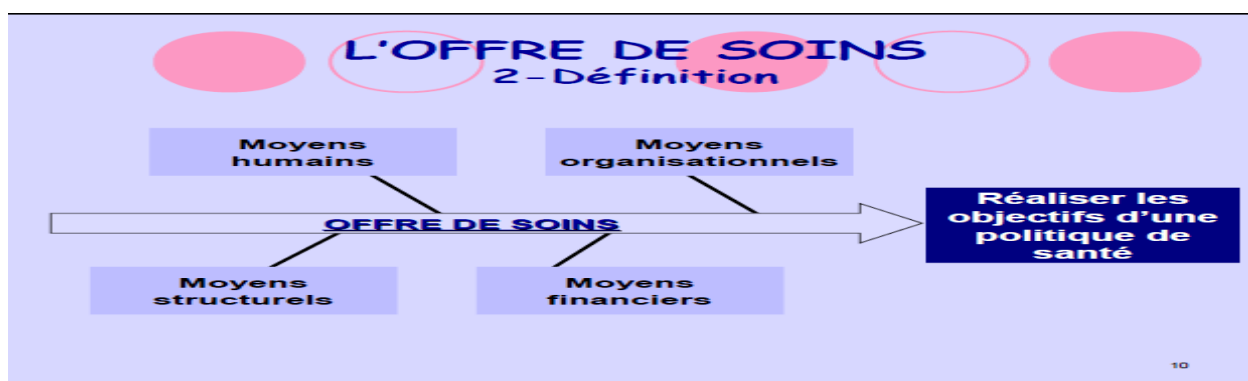 L'OFFRE DE SOINS
2-Définition
Moyens
humains
Moyens
organisationnels
OFFRE DE SOINS
Réaliser les
objectifs d'une
politique de
santé
Moyens
structurels
Moyens
financiers
10